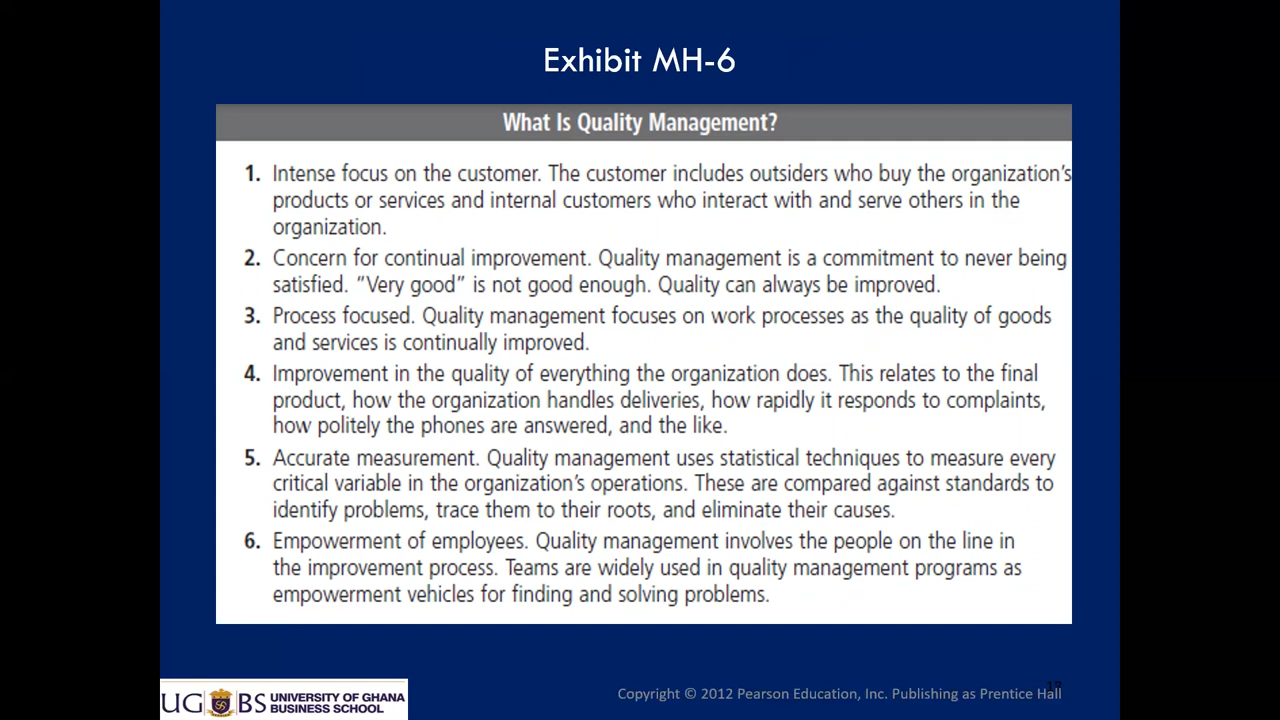 Exhibit MH-6
What Is Quality Management?
1. Intense focus on the customer. The customer includes outsiders who buy the organization's
products or services and internal customers who interact with and serve others in the
organization.
2. Concern for continual improvement. Quality management is a commitment to never being
satisfied. “Very good” is not good enough. Quality can always be improved.
3. Process focused. Quality management focuses on work processes as the quality of goods
and services is continually improved.
4. Improvement in the quality of everything the organization does. This relates to the final
product, how the organization handles deliveries, how rapidly it responds to complaints,
how politely the phones are answered, and the like.
5. Accurate measurement. Quality management uses statistical techniques to measure every
critical variable in the organization's operations. These are compared against standards to
identify problems, trace them to their roots, and eliminate their causes.
6. Empowerment of employees. Quality management involves the people on the line in
the improvement process. Teams are widely used in quality management programs as
empowerment vehicles for finding and solving problems.
UGBS UNIVERSITY OF GHANA
BUSINESS SCHOOL
Copyright © 2012 Pearson Education, Inc. Publishing as Prentice Hall